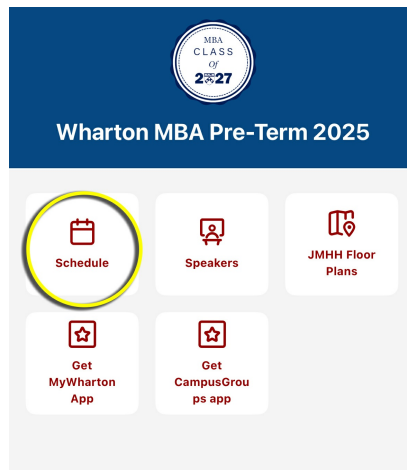 MBA
CLASS
Of
2027
Wharton MBA Pre-Term 2025
Schedule
Speakers
JMHH Floor
Plans
Get
MyWharton
App
Get
CampusGrou
ps app